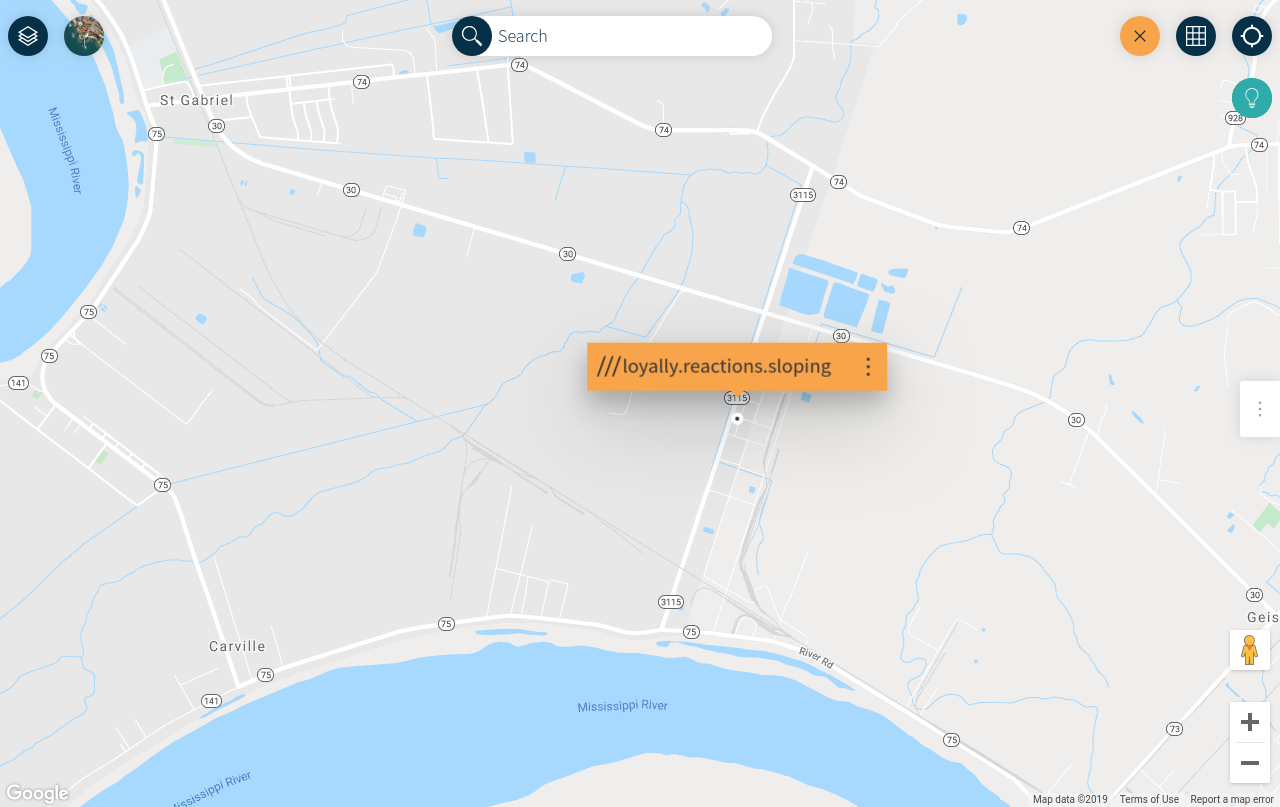 Search
74
74
St Gabriel
30
75
74
928
74
Mississippi River
30
3115
74
74
30
75
30
75
141
///loyally.reactions.sloping
3115
30
75
3115
30
75
75
Geis
Carville
River Rd
75
141
Mississippi River
73
75
Mississippi River
Google
Map data ©2019 Terms of Use Report a map error